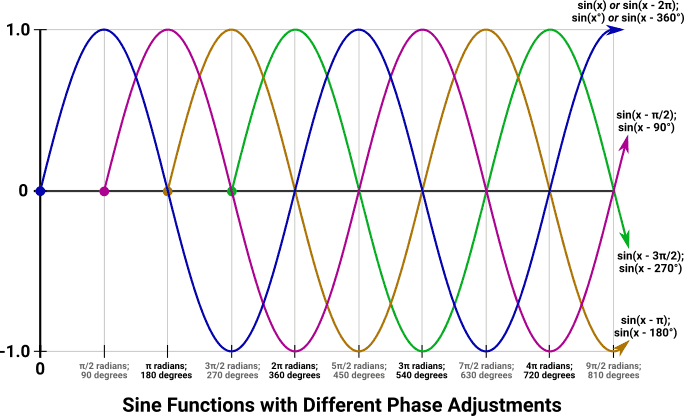 sin(x) or sin(x - 2π);
sin(x°) or sin(x - 360°)
1.0
sin(x - π/2);
sin(x - 90°)
0
sin(x - 3π/2);
sin(x - 270°)
sin(x - π);
sin(x - 180°)
-1.0
0
π/2 radians;
90 degrees
π radians;
180 degrees
3π/2 radians;
270 degrees
2π radians;
360 degrees
5π/2 radians;
450 degrees
3π radians;
540 degrees
7π/2 radians;
630 degrees
4π radians;
720 degrees
9π/2 radians;
810 degrees
Sine Functions with Different Phase Adjustments